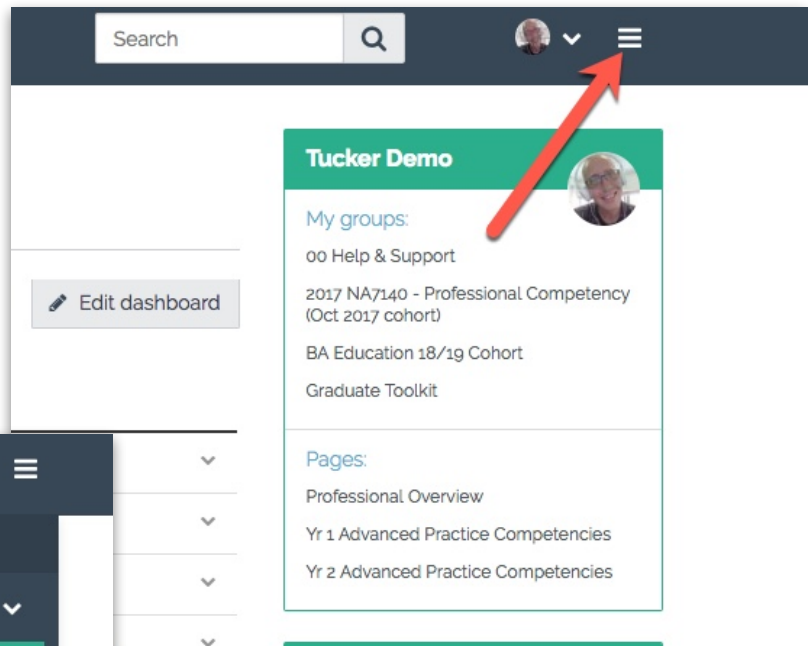 Search
Tucker Demo
My groups:
00 Help & Support
2017 NA7140 - Professional Competency
(Oct 2017 cohort)
BA Education 18/19 Cohort
Graduate Toolkit
Edit dashboard
Pages:
Professional Overview
Yr 1 Advanced Practice Competencies
Yr 2 Advanced Practice Competencies